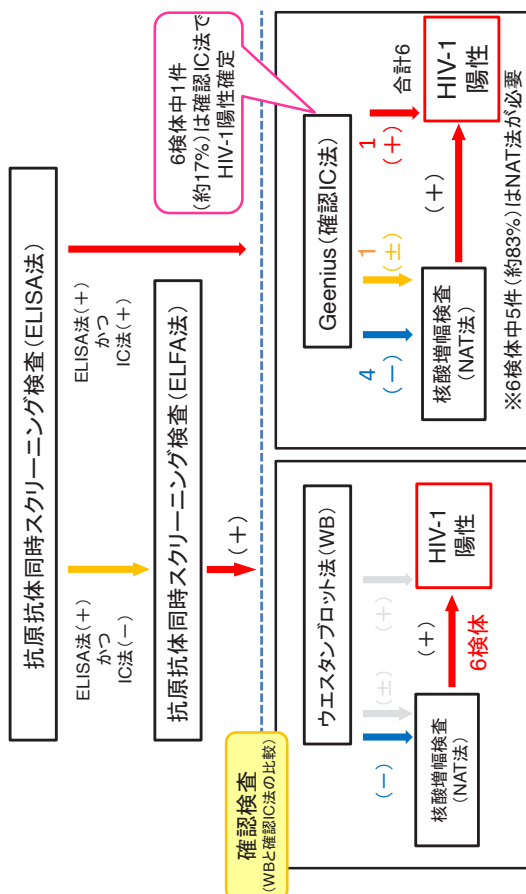 抗原抗体同時スクリーニング検査(ELISA法)
ELISA法(+)
かつ
IC法(-)
ELISA法(+)
かつ
IC法(+)
抗原抗体同時スクリーニング検査(ELFA法)
(+)
6検体中1件
(約17%)は確認IC法で
HIV-1陽性確定
確認検査
(WBと確認IC法の比較)
ウエスタンブロット法(WB)
(-)
(±)
(+)
核酸増幅検査
(NAT法)
(+)
6検体
HIV-1
陽性
Geenius(確認IC法)
4
(-)
1
(±)
1
(+)
合計6
核酸増幅検査
(NAT法)
(+)
HIV-1
陽性
※6検体中5件(約83%)はNAT法が必要